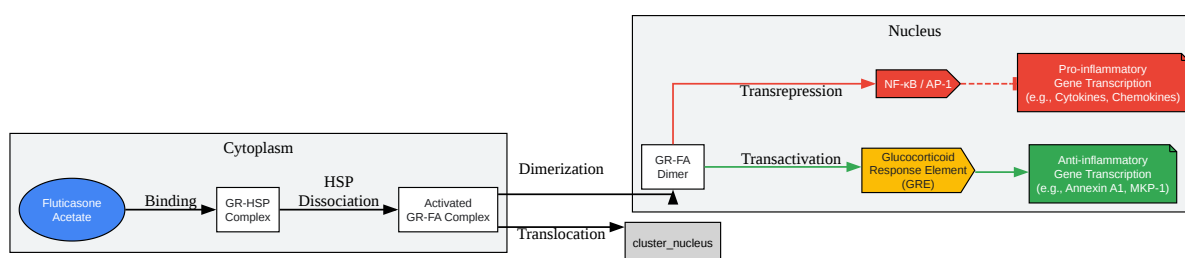 Nucleus
Pro-inflammatory
Gene Transcription
(e.g., Cytokines, Chemokines)
NF-κB / AP-1
Transrepression
Cytoplasm
Dimerization
GR-FA
Dimer
Transactivation
Glucocorticoid
Response Element
(GRE)
Anti-inflammatory
Gene Transcription
(e.g., Annexin A1, MKP-1)
Fluticasone
Acetate
Binding
GR-HSP
Complex
HSP
Dissociation
Activated
GR-FA Complex
Translocation
cluster_nucleus